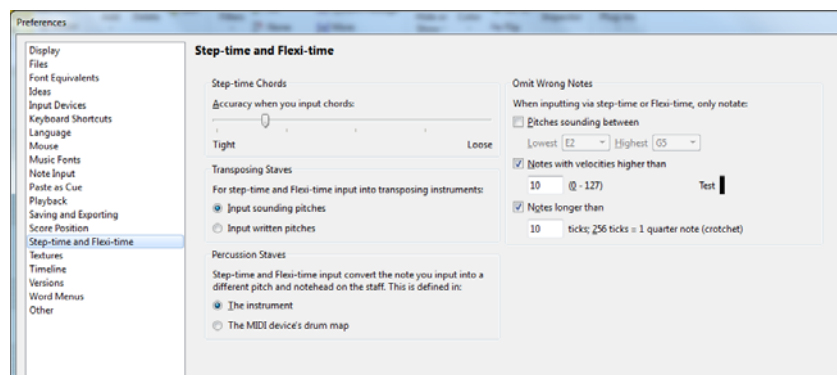 Preferences
Display
Files
Font Equivalents
Ideas
Input Devices
Keyboard Shortcuts
Language
Mouse
Music Fonts
Note Input
Paste as Cue
Playback
Saving and Exporting
Score Position
Step-time and Flexi-time
Textures
Timeline
Versions
Word Menus
Other
Step-time and Flexi-time
Step-time Chords
Accuracy when you input chords:
Tight Loose
Transposing Staves
For step-time and Flexi-time input into transposing instruments:
Input sounding pitches
Input written pitches
Percussion Staves
Step-time and Flexi-time input convert the note you input into a
different pitch and notehead on the staff. This is defined in:
The instrument
The MIDI device's drum map
Omit Wrong Notes
When inputting via step-time or Flexi-time, only notate:
Pitches sounding between
Lowest E2 Highest G5
Notes with velocities higher than
10 (0 - 127) Test
Notes longer than
10 ticks; 256 ticks = 1 quarter note (crotchet)